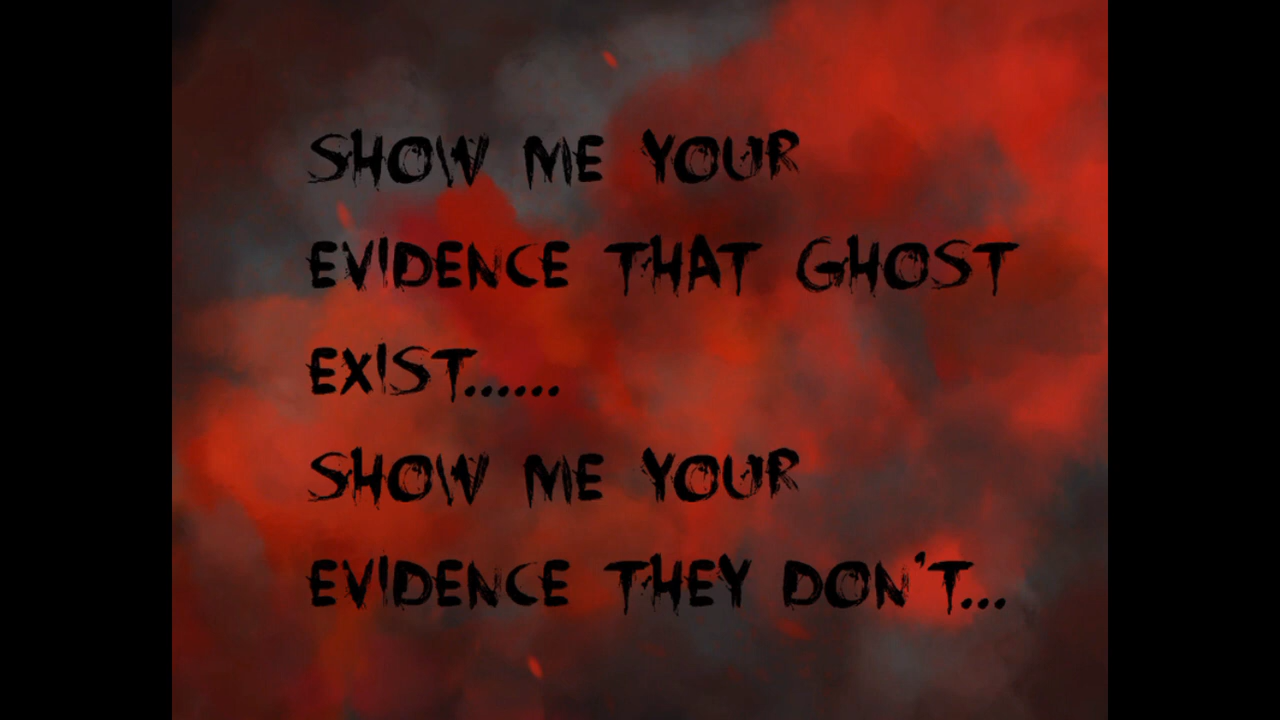 SHOW ME YOUR
EVIDENCE THAT GHOST
EXIST......
SHOW ME YOUR
EVIDENCE THEY DON'T...